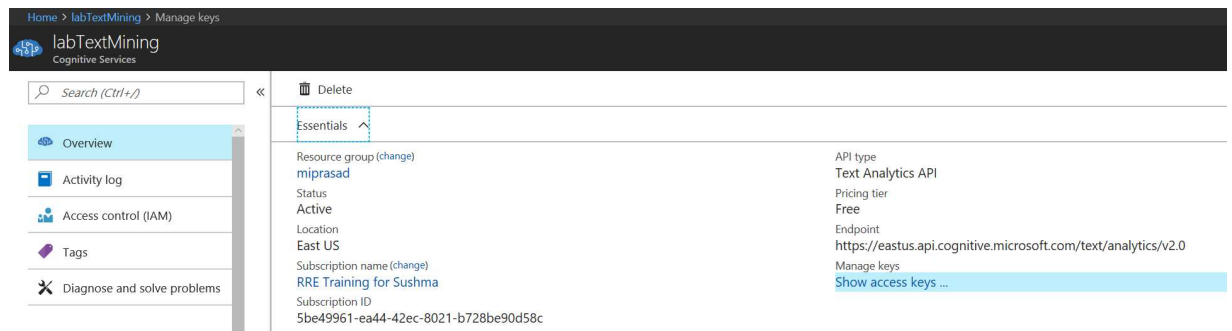 Home > labTextMining > Manage keys
labTextMining
Cognitive Services
Search (Ctrl+/)
«
Delete
Essentials
Overview
Activity log
Access control (IAM)
Tags
Diagnose and solve problems
Resource group (change)
miprasad
Status
Active
Location
East US
Subscription name (change)
RRE Training for Sushma
Subscription ID
5be49961-ea44-42ec-8021-b728be90d58c
API type
Text Analytics API
Pricing tier
Free
Endpoint
https://eastus.api.cognitive.microsoft.com/text/analytics/v2.0
Manage keys
Show access keys ...